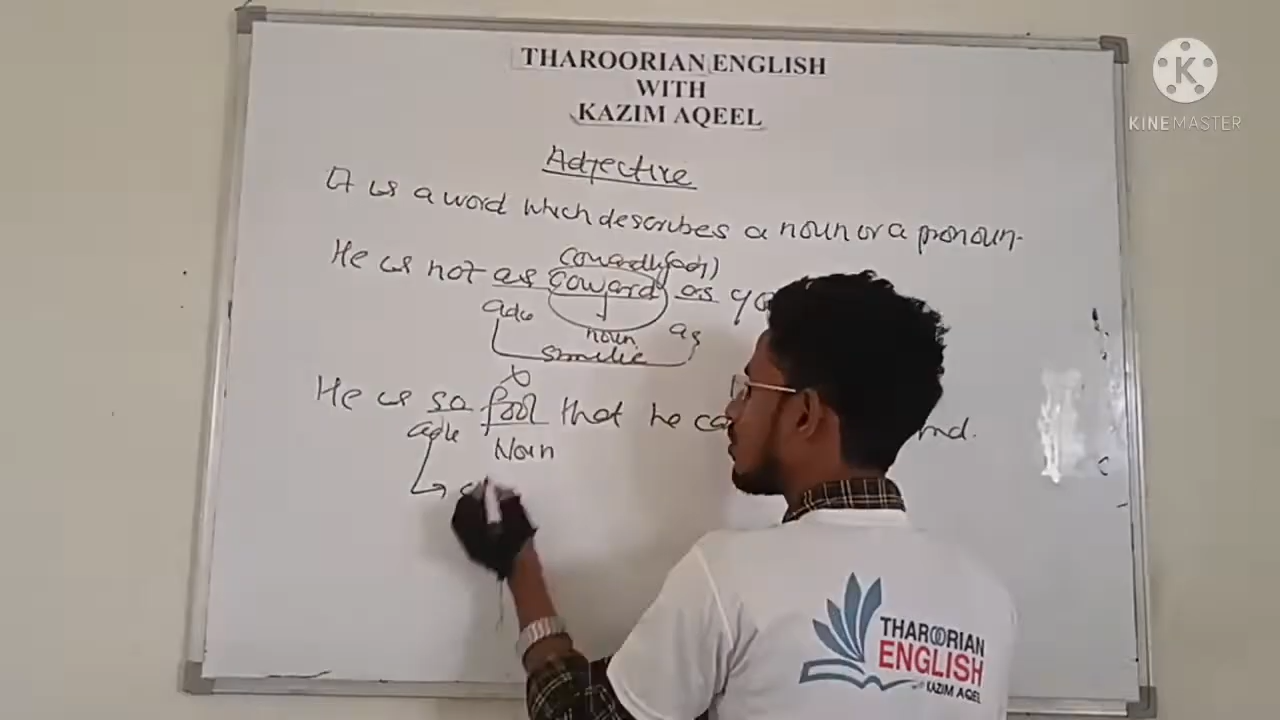 THAROORIAN ENGLISH
WITH
KAZIM AQEEL
Adjective
It is a word which describes a noun or a pronoun.
Cowardly (adj)
He is not as coward as
adv noun as
simile
He is so fool that he
adv Noun
K
KINEMASTER
THAROORIAN
ENGLISH
WITH KAZIM AQEL